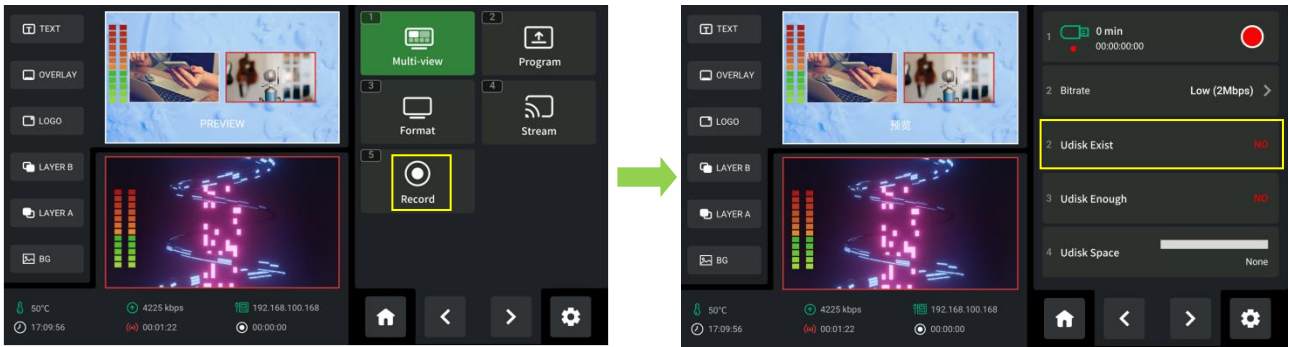 TEXT
OVERLAY
LOGO
LAYER B
LAYER A
BG
PREVIEW
1
Multi-view
2
Program
3
Format
4
Stream
5
Record
50°C
4225 kbps
192.168.100.168
17:09:56
00:01:22
00:00:00
TEXT
OVERLAY
LOGO
LAYER B
LAYER A
BG
预览
1 0 min
00:00:00:00
2 Bitrate Low (2Mbps)
2 Udisk Exist NO
3 Udisk Enough NO
4 Udisk Space
None
50°C
4225 kbps
192.168.100.168
17:09:56
00:01:22
00:00:00